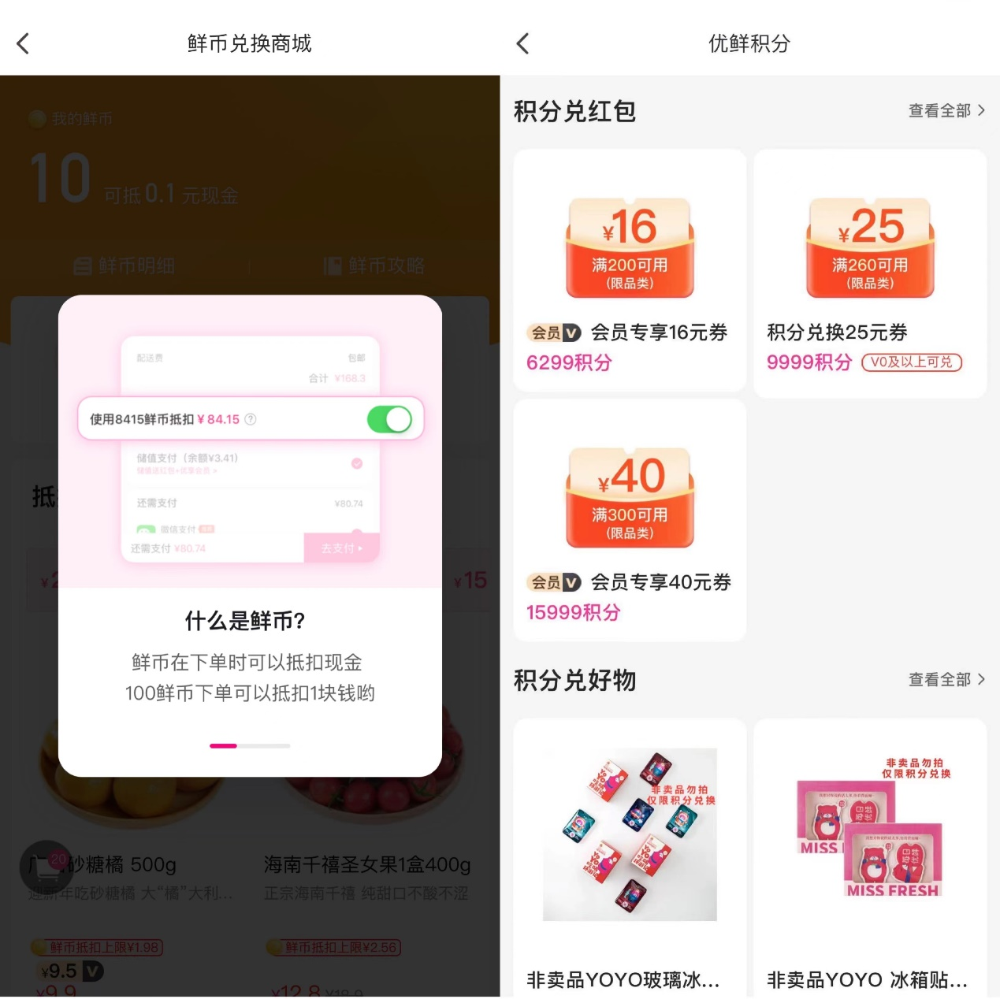 鲜币兑换商城
我的鲜币
10 可抵0.1元现金
鲜币明细
鲜币攻略
配送费 包邮
合计 ¥168.3
使用8415鲜币抵扣¥84.15 ?
储值支付（余额¥3.41）
还需支付 ¥80.74
微信支付
还需支付 ¥80.74 去支付
抵
¥2
¥15
什么是鲜币?
鲜币在下单时可以抵扣现金
100鲜币下单可以抵扣1块钱哟
20
砂糖橘 500g
迎新年吃砂糖橘 大“橘”大利...
鲜币抵扣上限¥1.98
¥9.5 V
¥9.9
海南千禧圣女果1盒400g
正宗海南千禧 纯甜口不酸不涩
鲜币抵扣上限¥2.56
¥12.8 ¥18.9
优鲜积分
积分兑红包 查看全部
¥16
满200可用
(限品类)
会员V 会员专享16元券
6299积分
¥25
满260可用
(限品类)
积分兑换25元券
9999积分 V0及以上可兑
¥40
满300可用
(限品类)
会员V 会员专享40元券
15999积分
积分兑好物 查看全部
非卖品勿拍
仅限积分兑换
非卖品YOYO玻璃冰...
非卖品勿拍
仅限积分兑换
每日优鲜
MISS
每日优鲜
MISS FRESH
非卖品YOYO 冰箱贴...